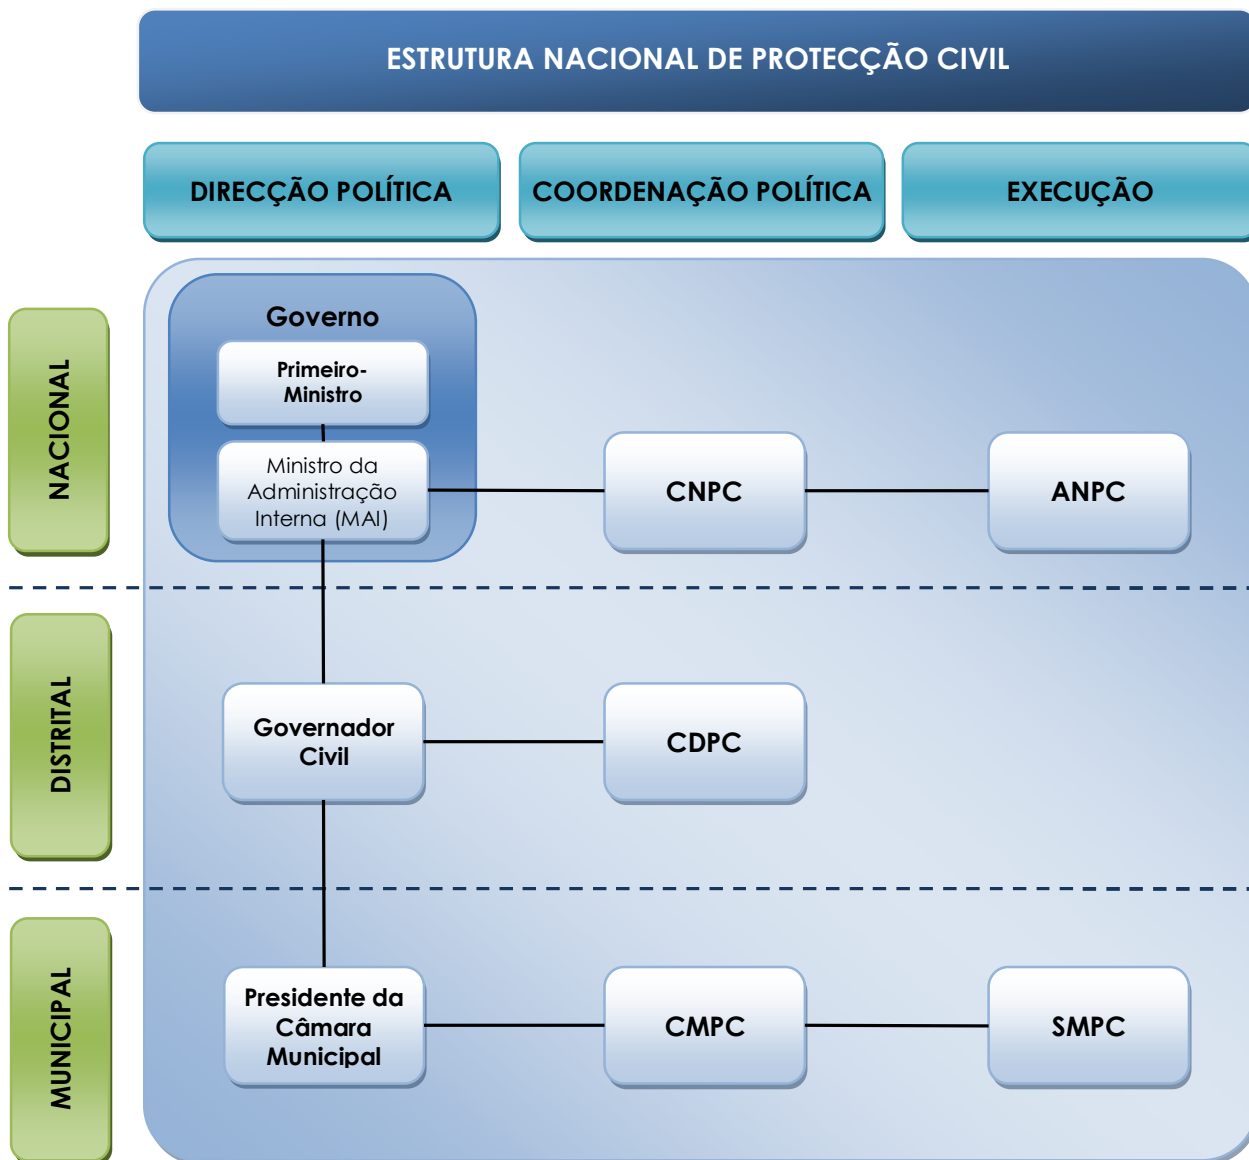 ESTRUTURA NACIONAL DE PROTECÇÃO CIVIL
DIRECÇÃO POLÍTICA
COORDENAÇÃO POLÍTICA
EXECUÇÃO
NACIONAL
Governo
Primeiro-
Ministro
Ministro da
Administração
Interna (MAI)
CNPC
ANPC
DISTRITAL
Governador
Civil
CDPC
MUNICIPAL
Presidente da
Câmara
Municipal
CMPC
SMPC